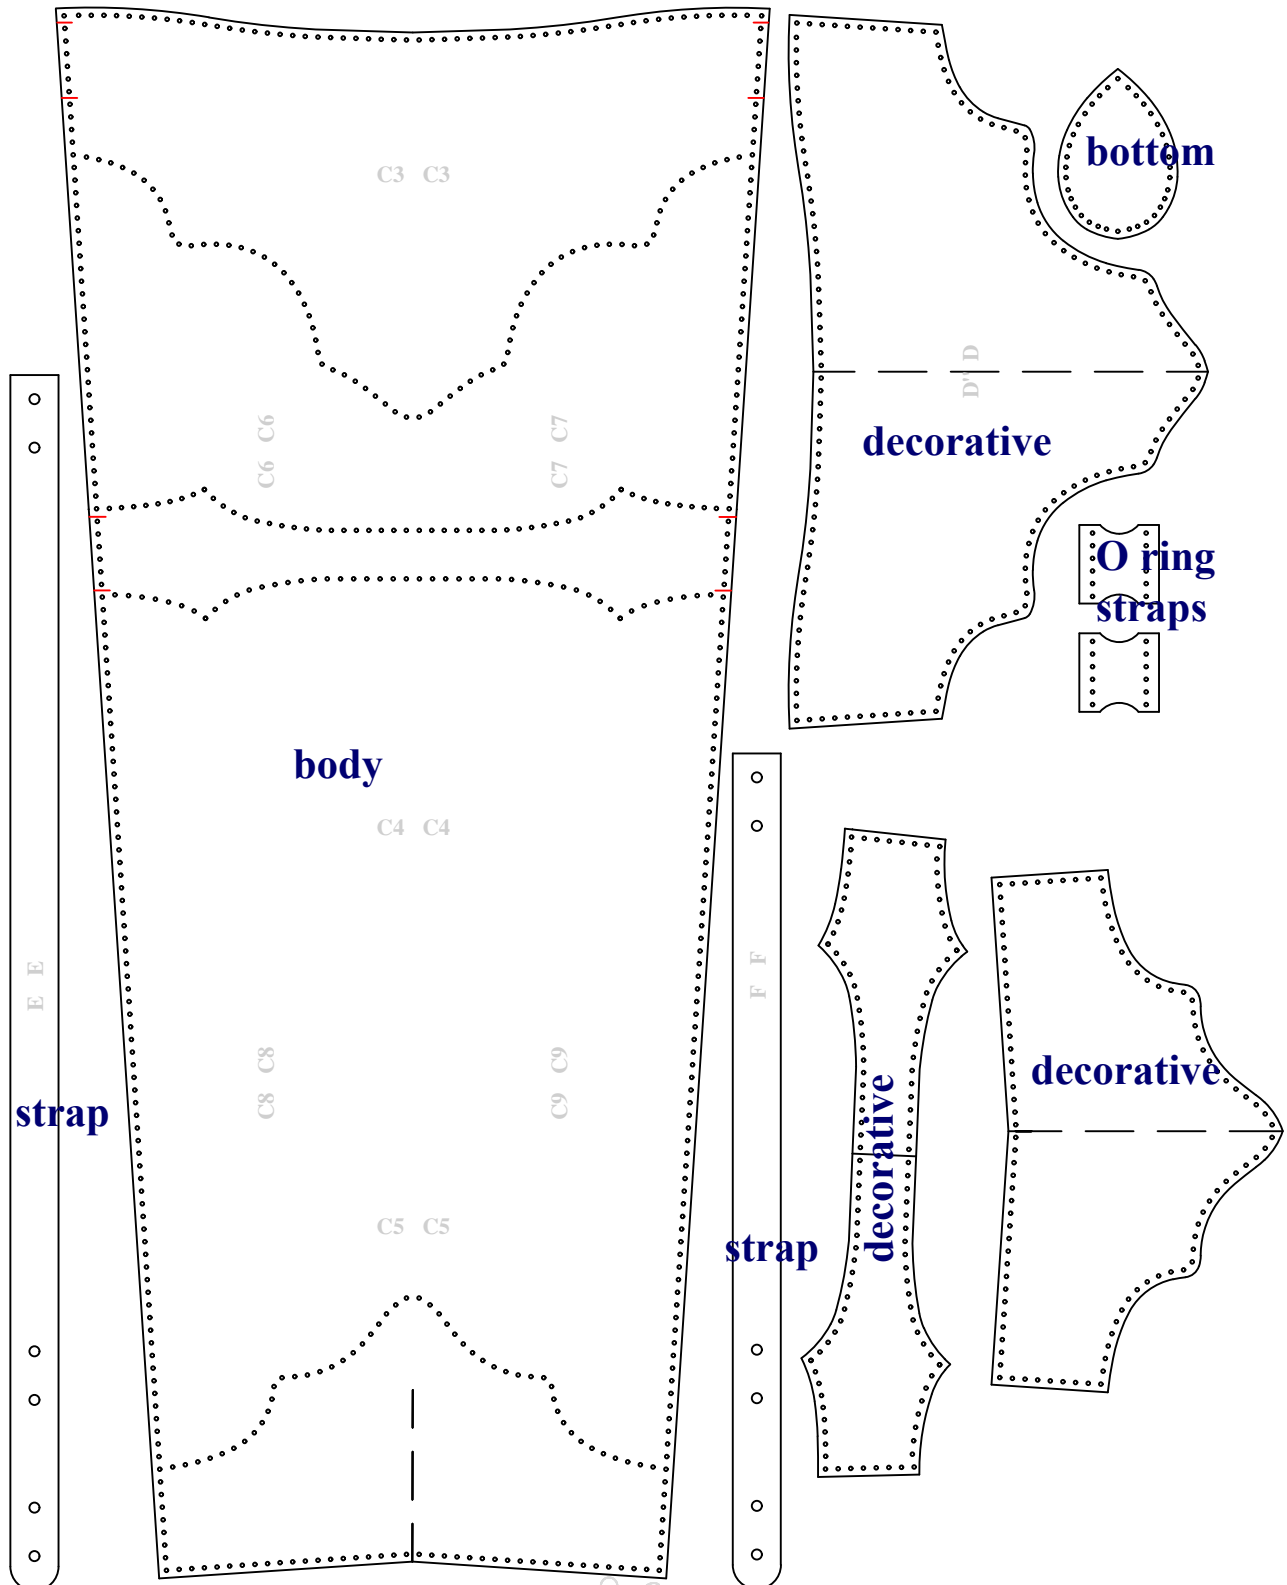 C3 C3
bottom
D" D
decorative
C6 C6
C7 C7
O ring
straps
body
C4 C4
E E
F F
strap
C8 C8
C9 C9
decorative
decorative
C5 C5
strap